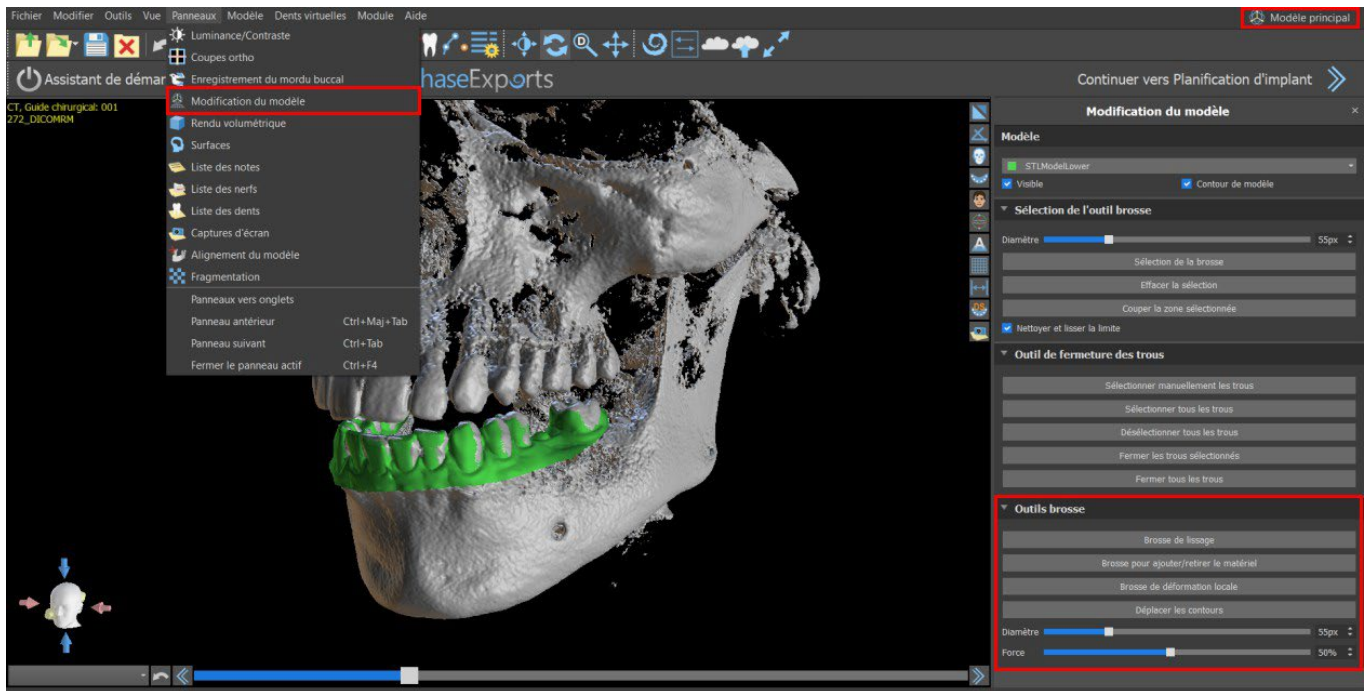 Fichier Modifier Outils Vue Panneaux Modèle Dents virtuelles Module Aide
Modèle principal
Assistant de démar
haseExports
Continuer vers Planification d'implant
CT, Guide chirurgical: 001
272_DICOMRM
Luminance/Contraste
Coupes ortho
Enregistrement du mordu buccal
Modification du modèle
Rendu volumétrique
Surfaces
Liste des notes
Liste des nerfs
Liste des dents
Captures d'écran
Alignement du modèle
Fragmentation
Panneaux vers onglets
Panneau antérieur Ctrl+Maj+Tab
Panneau suivant Ctrl+Tab
Fermer le panneau actif Ctrl+F4
Modification du modèle
Modèle
STLModelLower
Visible Contour de modèle
Sélection de l'outil brosse
Diamètre 55px
Sélection de la brosse
Effacer la sélection
Couper la zone sélectionnée
Nettoyer et lisser la limite
Outil de fermeture des trous
Sélectionner manuellement les trous
Sélectionner tous les trous
Désélectionner tous les trous
Fermer les trous sélectionnés
Fermer tous les trous
Outils brosse
Brosse de lissage
Brosse pour ajouter/retirer le matériel
Brosse de déformation locale
Déplacer les contours
Diamètre 55px
Force 50%